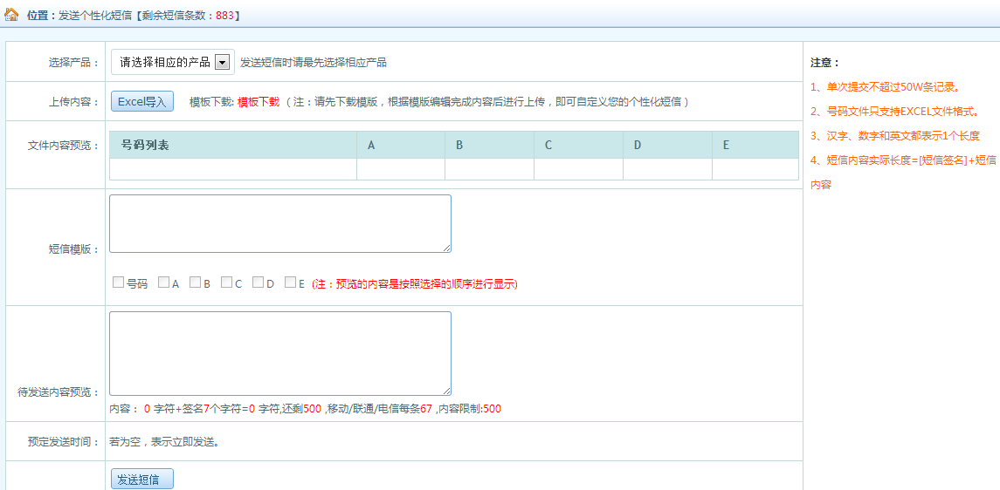 位置：发送个性化短信【剩余短信条数：883】
选择产品： 请选择相应的产品 发送短信时请最先选择相应产品
上传内容： Excel导入 模板下载: 模板下载 （注：请先下载模版，根据模版编辑完成内容后进行上传，即可自定义您的个性化短信）
文件内容预览： 号码列表 A B C D E
短信模版：
号码 A B C D E (注：预览的内容是按照选择的顺序进行显示)
待发送内容预览：
内容： 0 字符+签名7个字符=0 字符,还剩500 ,移动/联通/电信每条67 ,内容限制:500
预定发送时间： 若为空，表示立即发送。
发送短信
注意：
1、单次提交不超过50W条记录。
2、号码文件只支持EXCEL文件格式。
3、汉字、数字和英文都表示1个长度
4、短信内容实际长度=[短信签名]+短信
内容